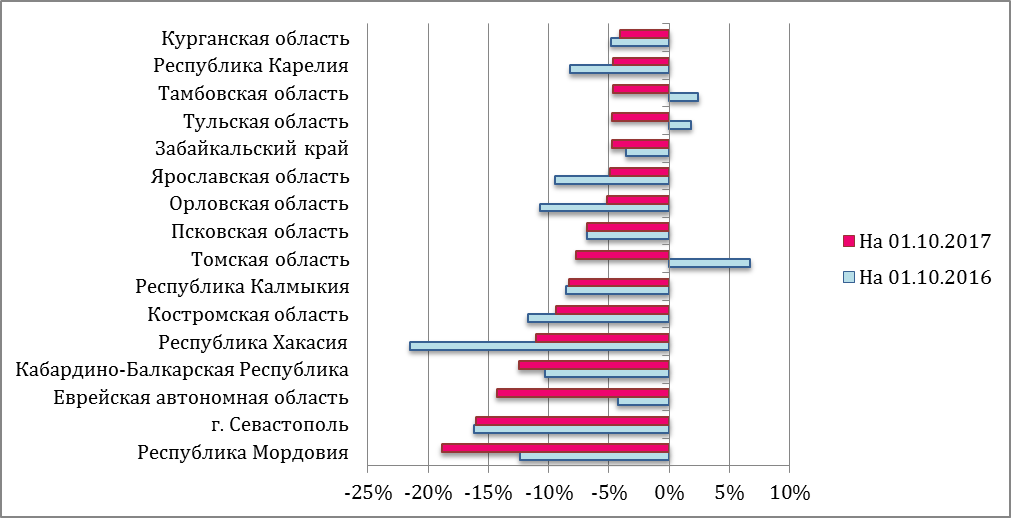 Курганская область
Республика Карелия
Тамбовская область
Тульская область
Забайкальский край
Ярославская область
Орловская область
Псковская область
Томская область
Республика Калмыкия
Костромская область
Республика Хакасия
Кабардино-Балкарская Республика
Еврейская автономная область
г. Севастополь
Республика Мордовия
На 01.10.2017
На 01.10.2016
-25% -20% -15% -10% -5% 0% 5% 10%